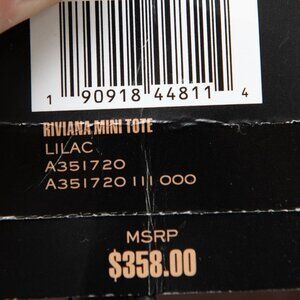 1 90918 44811 4
RIVIANA MINI TOTE
LILAC
A351720
A351720 111 000
MSRP
$358.00